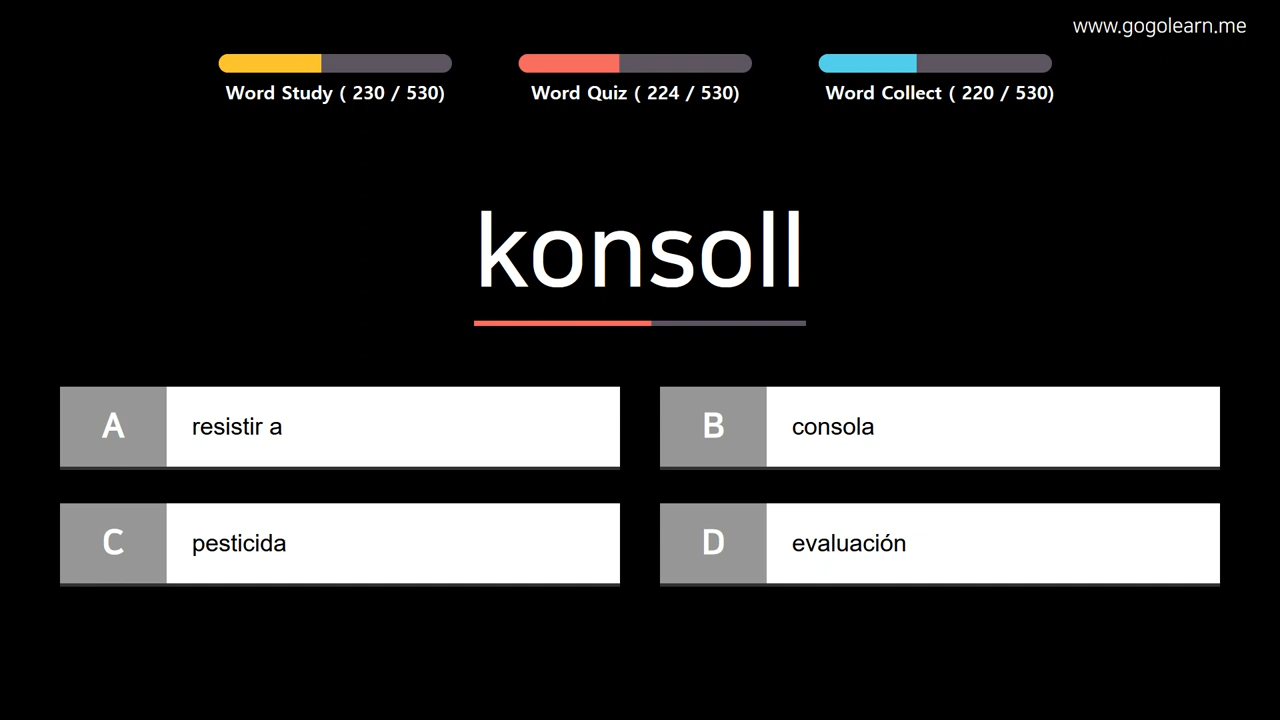 www.gogolearn.me
Word Study ( 230 / 530)
Word Quiz ( 224 / 530)
Word Collect ( 220 / 530)
konsoll
A resistir a
B consola
C pesticida
D evaluación